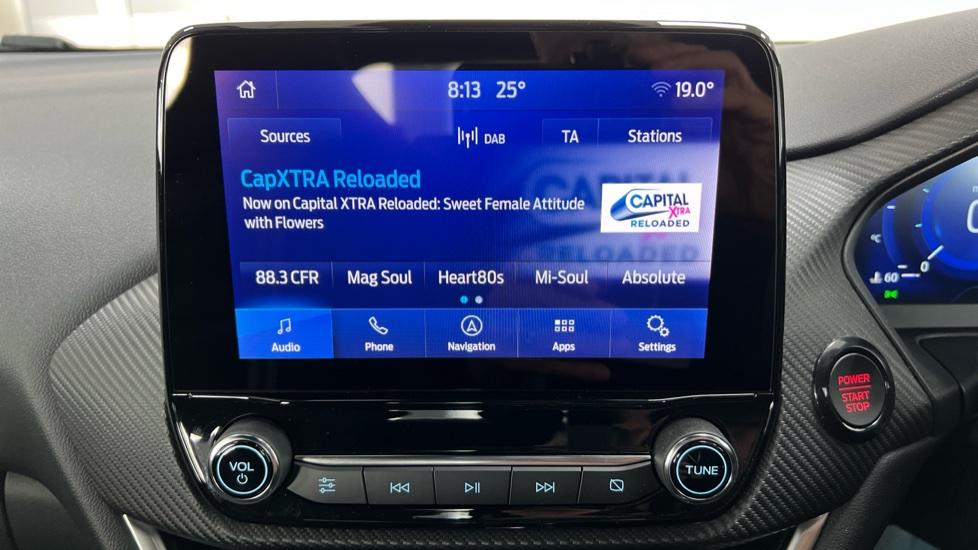 8:13 25° 19.0°
Sources DAB TA Stations
CapXTRA Reloaded
Now on Capital XTRA Reloaded: Sweet Female Attitude
with Flowers
CAPITAL
XTRA
RELOADED
88.3 CFR Mag Soul Heart80s Mi-Soul Absolute
Audio Phone Navigation Apps Settings
VOL
TUNE
POWER
START
STOP
°C
60
0